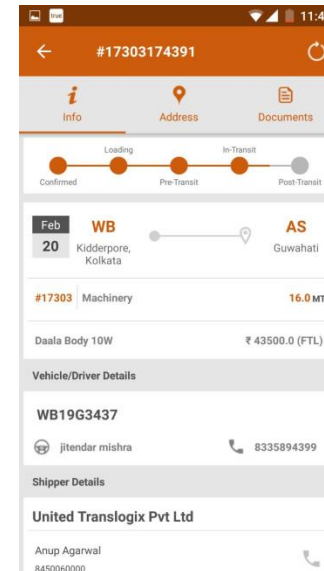 true
11:4
#17303174391
i
Info
Address
Documents
Loading
In-Transit
Confirmed
Pre-Transit
Post-Transit
Feb
20
WB
Kidderpore,
Kolkata
AS
Guwahati
#17303 Machinery 16.0 MT
Daala Body 10W ₹ 43500.0 (FTL)
Vehicle/Driver Details
WB19G3437
jitendar mishra 8335894399
Shipper Details
United Translogix Pvt Ltd
Anup Agarwal
8450060000